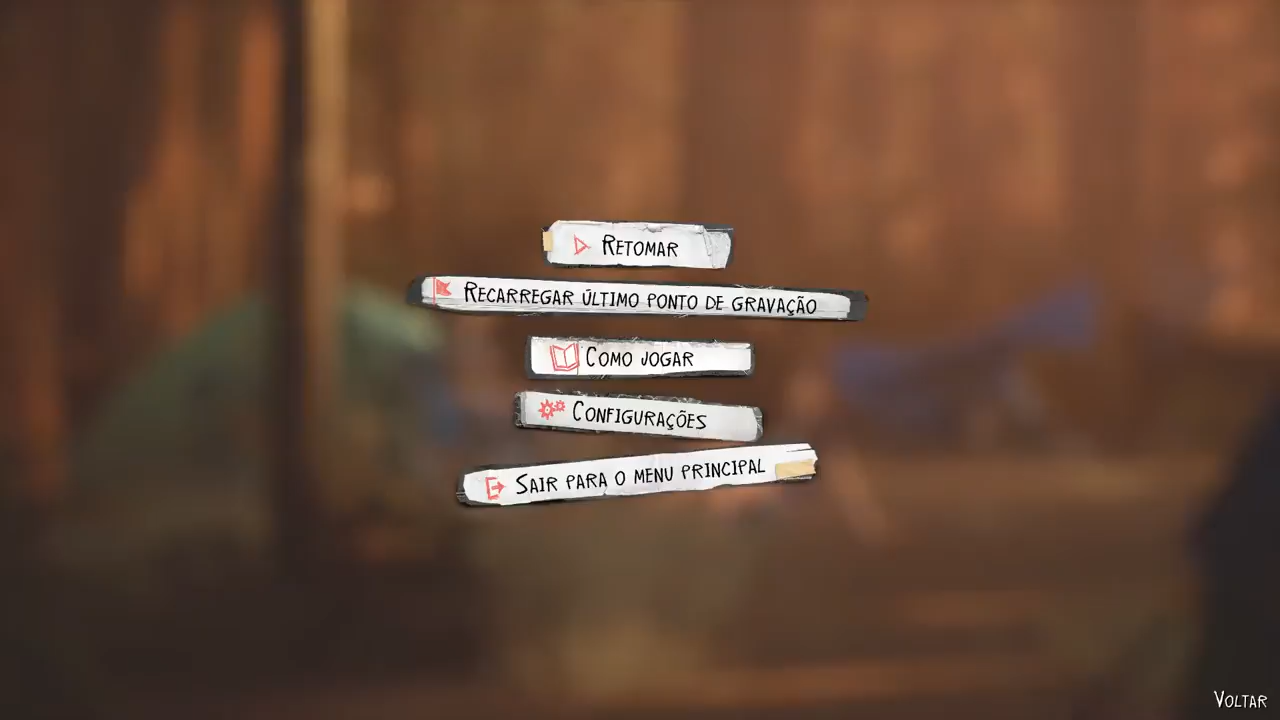 Retomar
Recarregar último ponto de gravação
Como jogar
Configurações
Sair para o menu principal
Voltar